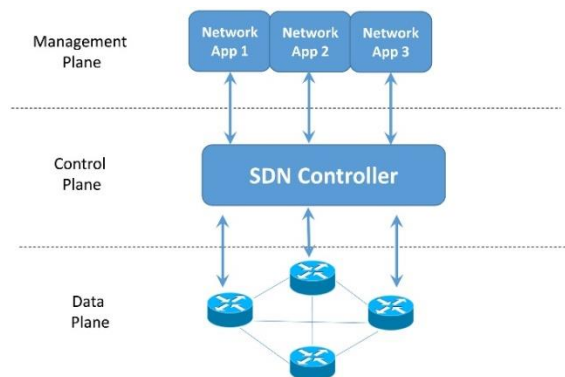 Management
Plane
Network
App 1
Network
App 2
Network
App 3
Control
Plane
SDN Controller
Data
Plane